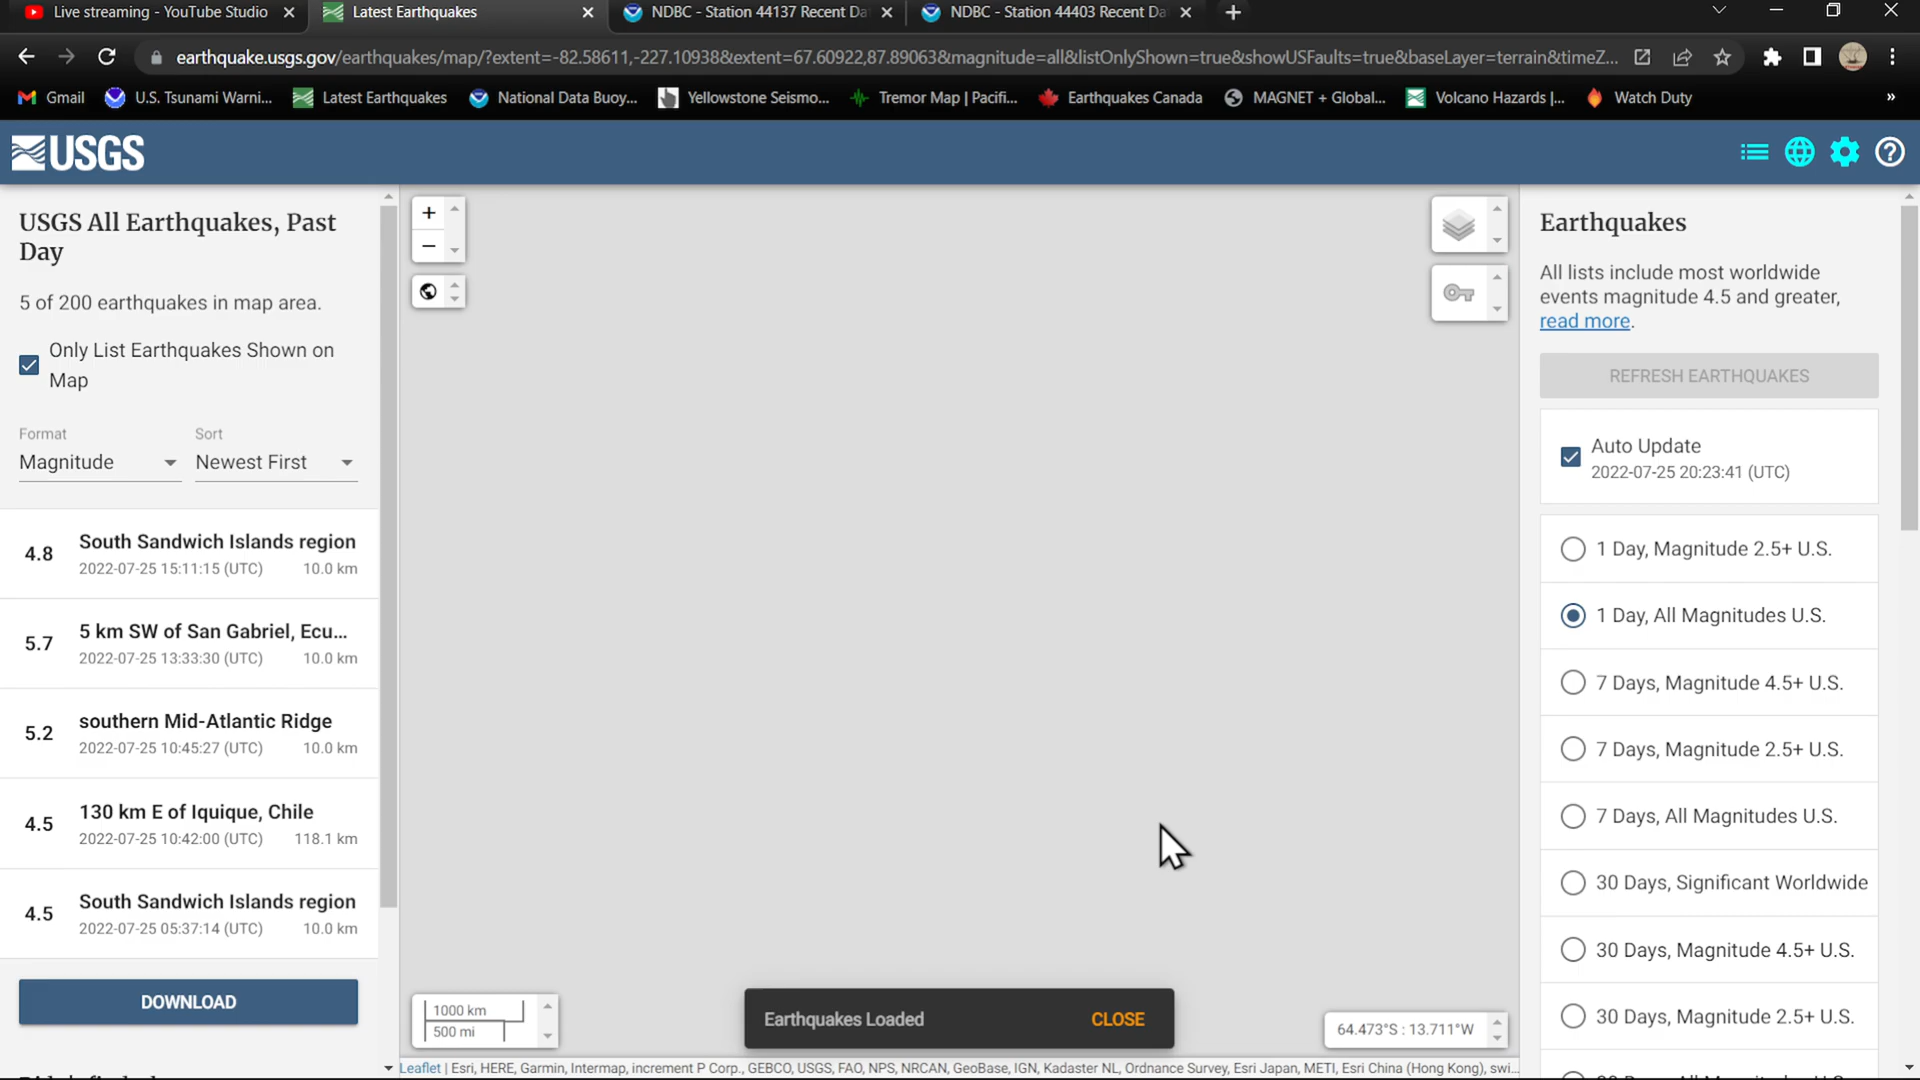 Live streaming - YouTube Studio
Latest Earthquakes
NDBC - Station 44137 Recent Da
NDBC - Station 44403 Recent Da
earthquake.usgs.gov/earthquakes/map/?extent=-82.58611,-227.10938&extent=67.60922,87.89063&magnitude=all&listOnlyShown=true&showUSFaults=true&baseLayer=terrain&timeZ...
Gmail
U.S. Tsunami Warni...
Latest Earthquakes
National Data Buoy...
Yellowstone Seismo...
Tremor Map | Pacifi...
Earthquakes Canada
MAGNET + Global...
Volcano Hazards |...
Watch Duty
»
USGS
USGS All Earthquakes, Past
Day
5 of 200 earthquakes in map area.
Only List Earthquakes Shown on
Map
Format
Magnitude
Sort
Newest First
4.8
South Sandwich Islands region
2022-07-25 15:11:15 (UTC) 10.0 km
5.7
5 km SW of San Gabriel, Ecu...
2022-07-25 13:33:30 (UTC) 10.0 km
5.2
southern Mid-Atlantic Ridge
2022-07-25 10:45:27 (UTC) 10.0 km
4.5
130 km E of Iquique, Chile
2022-07-25 10:42:00 (UTC) 118.1 km
4.5
South Sandwich Islands region
2022-07-25 05:37:14 (UTC) 10.0 km
DOWNLOAD
+
−
1000 km
500 mi
Earthquakes Loaded
CLOSE
64.473°S : 13.711°W
Leaflet | Esri, HERE, Garmin, Intermap, increment P Corp., GEBCO, USGS, FAO, NPS, NRCAN, GeoBase, IGN, Kadaster NL, Ordnance Survey, Esri Japan, METI, Esri China (Hong Kong), swi...
Earthquakes
All lists include most worldwide
events magnitude 4.5 and greater,
read more.
REFRESH EARTHQUAKES
Auto Update
2022-07-25 20:23:41 (UTC)
1 Day, Magnitude 2.5+ U.S.
1 Day, All Magnitudes U.S.
7 Days, Magnitude 4.5+ U.S.
7 Days, Magnitude 2.5+ U.S.
7 Days, All Magnitudes U.S.
30 Days, Significant Worldwide
30 Days, Magnitude 4.5+ U.S.
30 Days, Magnitude 2.5+ U.S.